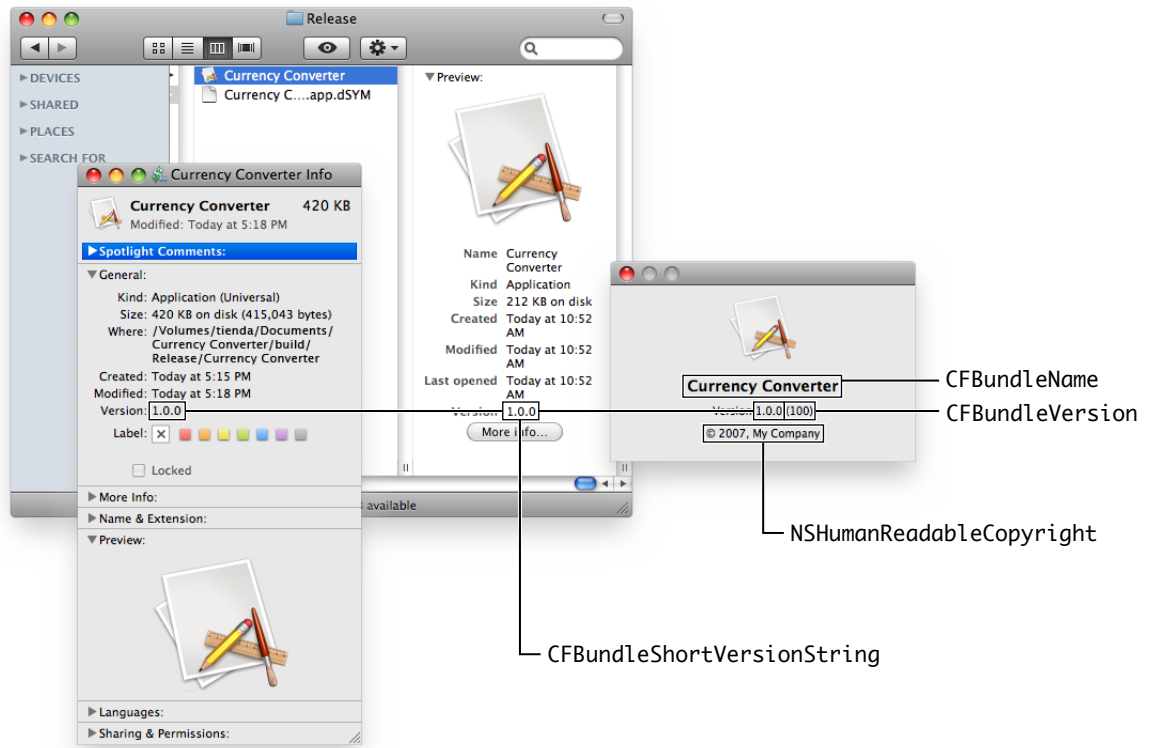 Release
DEVICES
SHARED
PLACES
SEARCH FOR
Currency Converter
Currency C....app.dSYM
Preview:
Name Currency
Converter
Kind Application
Size 212 KB on disk
Created Today at 10:52
AM
Modified Today at 10:52
AM
Last opened Today at 10:52
AM
Version 1.0.0
More info...
available
Currency Converter Info
Currency Converter 420 KB
Modified: Today at 5:18 PM
Spotlight Comments:
General:
Kind: Application (Universal)
Size: 420 KB on disk (415,043 bytes)
Where: /Volumes/tienda/Documents/
Currency Converter/build/
Release/Currency Converter
Created: Today at 5:15 PM
Modified: Today at 5:18 PM
Version: 1.0.0
Label:
Locked
More Info:
Name & Extension:
Preview:
Languages:
Sharing & Permissions:
Currency Converter
Version 1.0.0 (100)
© 2007, My Company
CFBundleName
CFBundleVersion
NSHumanReadableCopyright
CFBundleShortVersionString